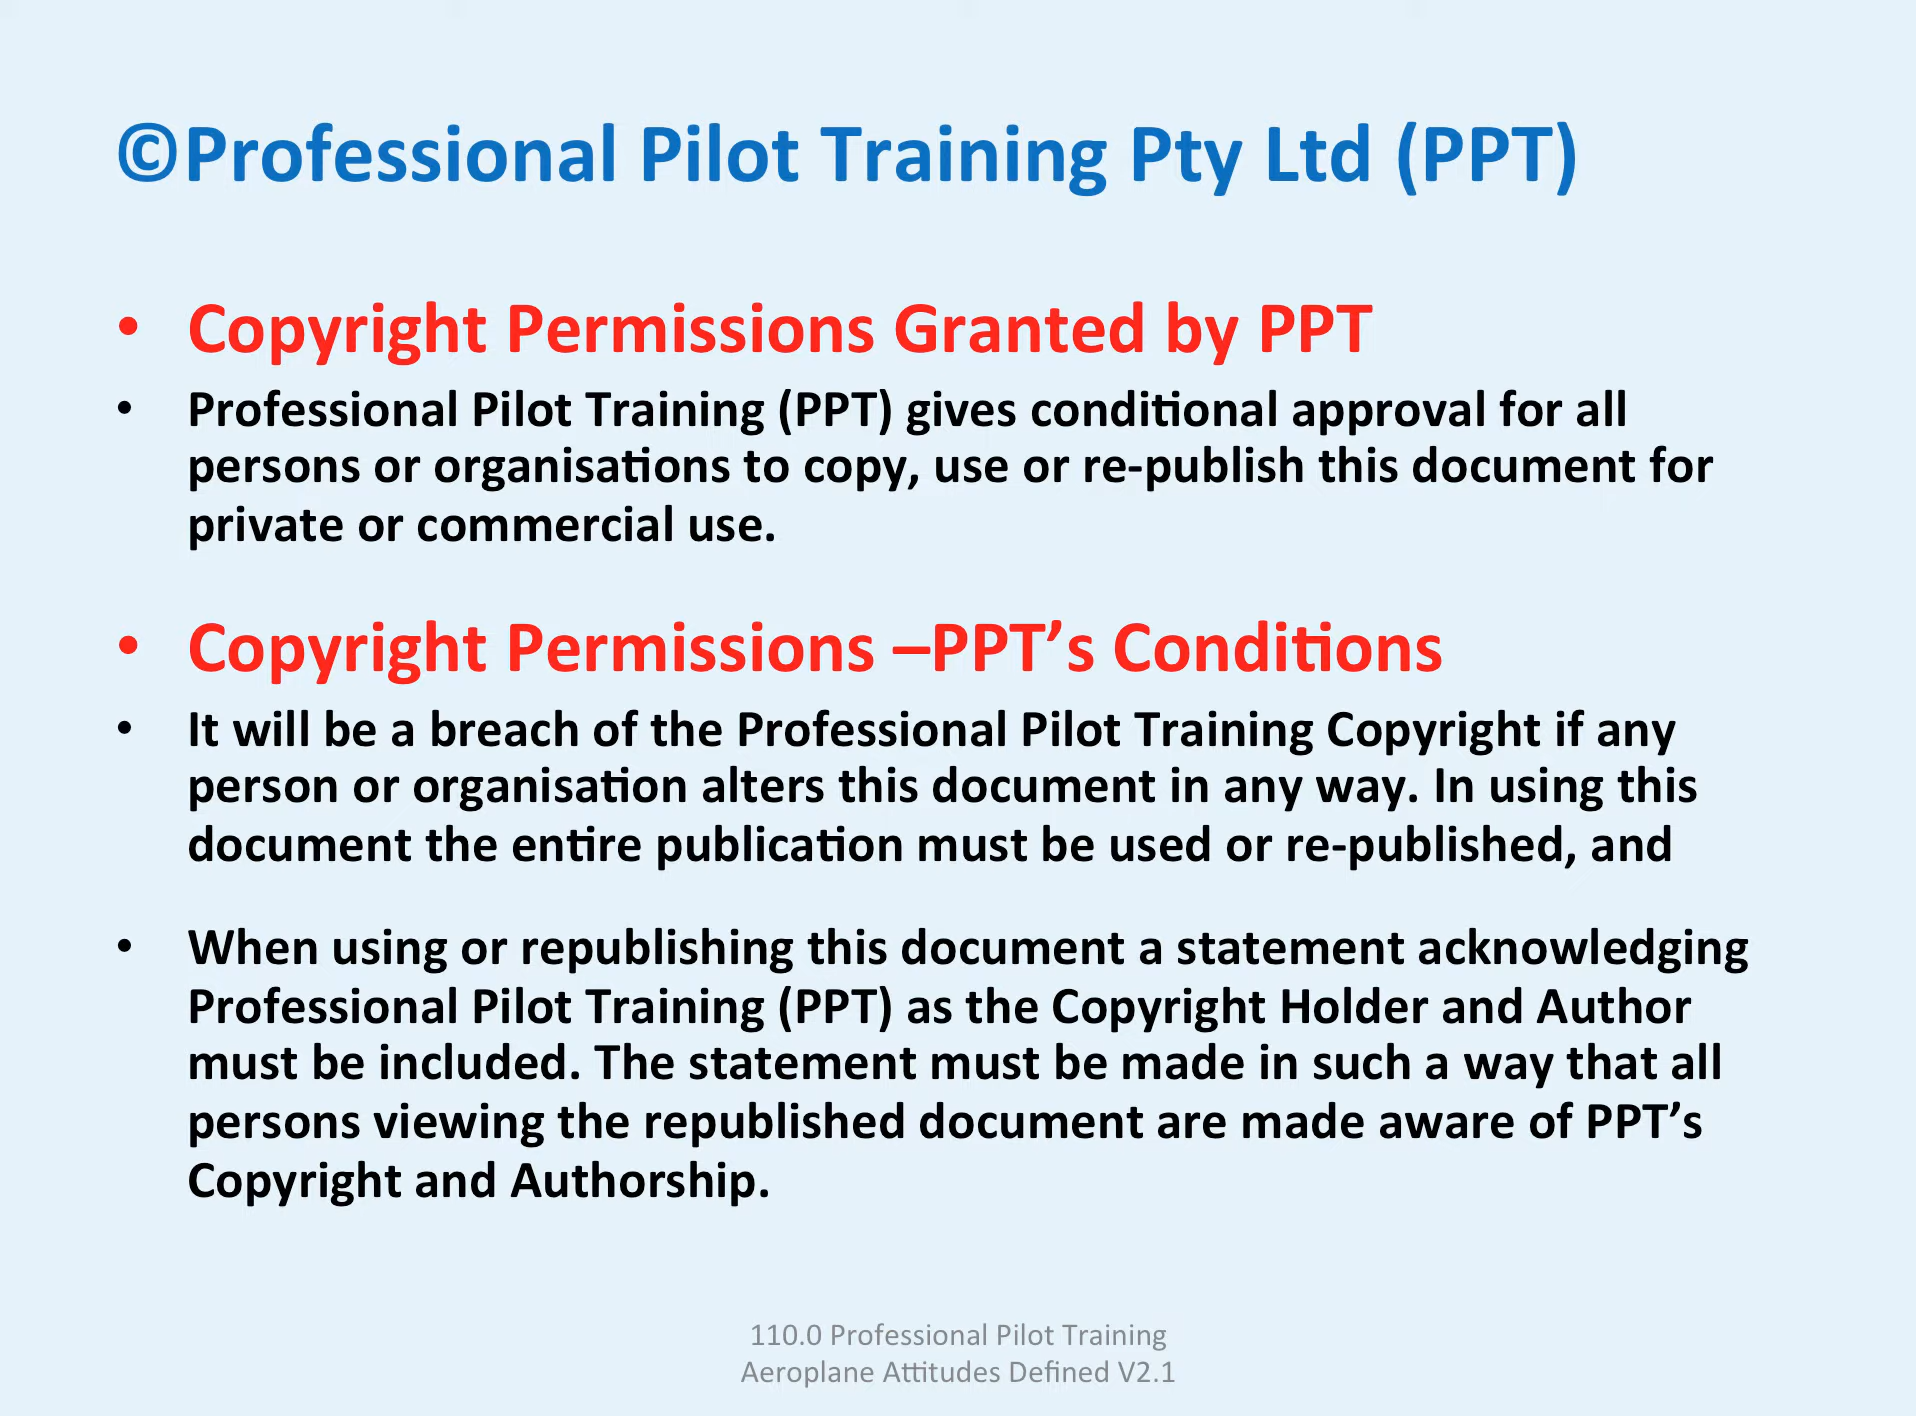 ©Professional Pilot Training Pty Ltd (PPT)
• Copyright Permissions Granted by PPT
• Professional Pilot Training (PPT) gives conditional approval for all
persons or organisations to copy, use or re-publish this document for
private or commercial use.
• Copyright Permissions –PPT’s Conditions
• It will be a breach of the Professional Pilot Training Copyright if any
person or organisation alters this document in any way. In using this
document the entire publication must be used or re-published, and
• When using or republishing this document a statement acknowledging
Professional Pilot Training (PPT) as the Copyright Holder and Author
must be included. The statement must be made in such a way that all
persons viewing the republished document are made aware of PPT’s
Copyright and Authorship.
110.0 Professional Pilot Training
Aeroplane Attitudes Defined V2.1